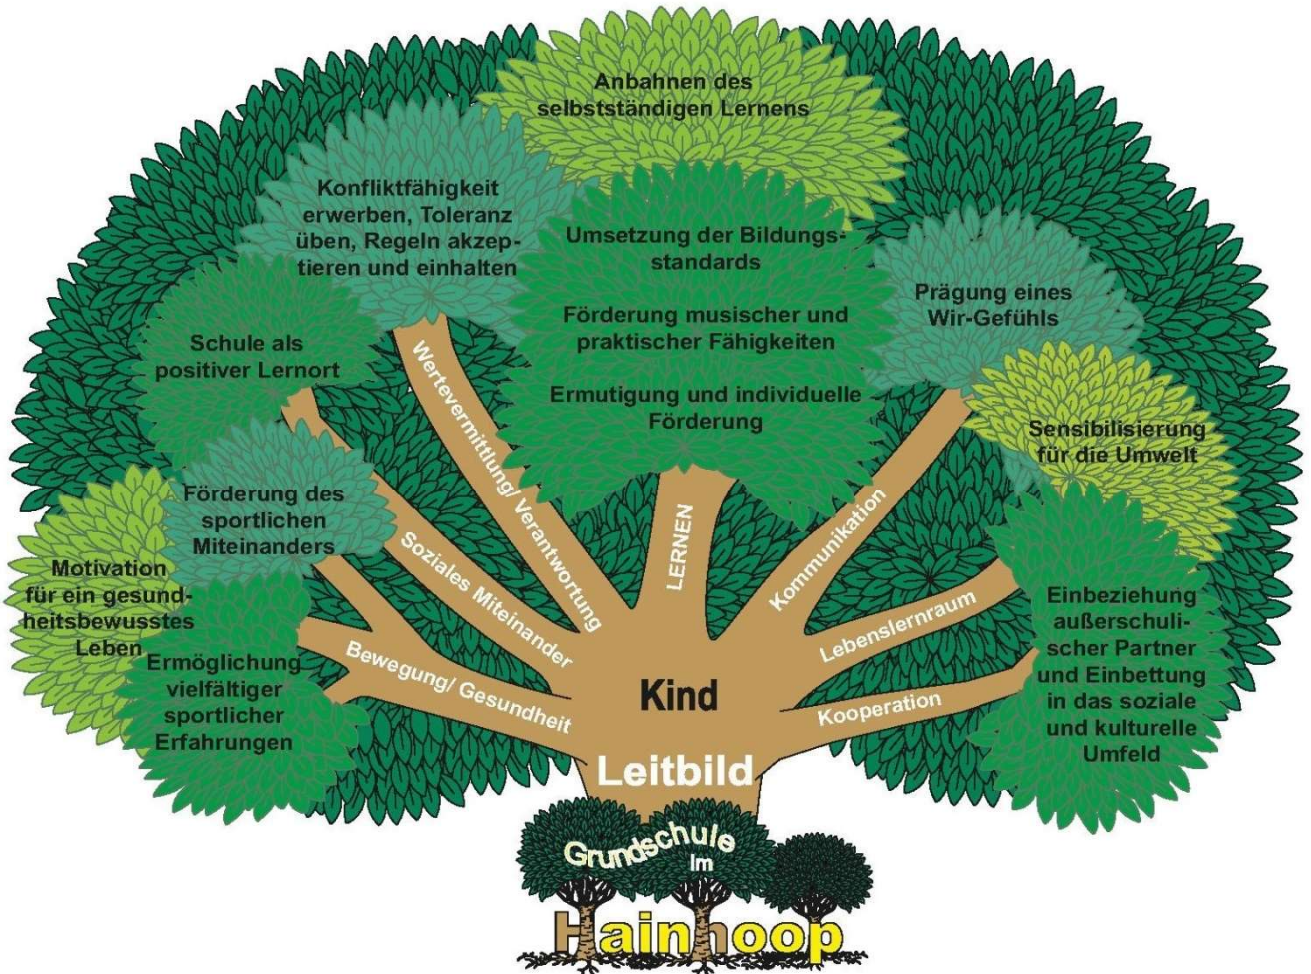 Anbahnen des
selbstständigen Lernens
Konfliktfähigkeit
erwerben, Toleranz
üben, Regeln akzep-
tieren und einhalten
Umsetzung der Bildungs-
standards
Förderung musischer und
praktischer Fähigkeiten
Ermutigung und individuelle
Förderung
Prägung eines
Wir-Gefühls
Schule als
positiver Lernort
Sensibilisierung
für die Umwelt
Förderung des
sportlichen
Miteinanders
Motivation
für ein gesund-
heitsbewusstes
Leben
Ermöglichung
vielfältiger
sportlicher
Erfahrungen
Einbeziehung
außerschuli-
scher Partner
und Einbettung
in das soziale
und kulturelle
Umfeld
Bewegung/ Gesundheit
Soziales Miteinander
Wertevermittlung/ Verantwortung
LERNEN
Kommunikation
Lebenslernraum
Kooperation
Kind
Leitbild
Grundschule
Im
Hainhoop